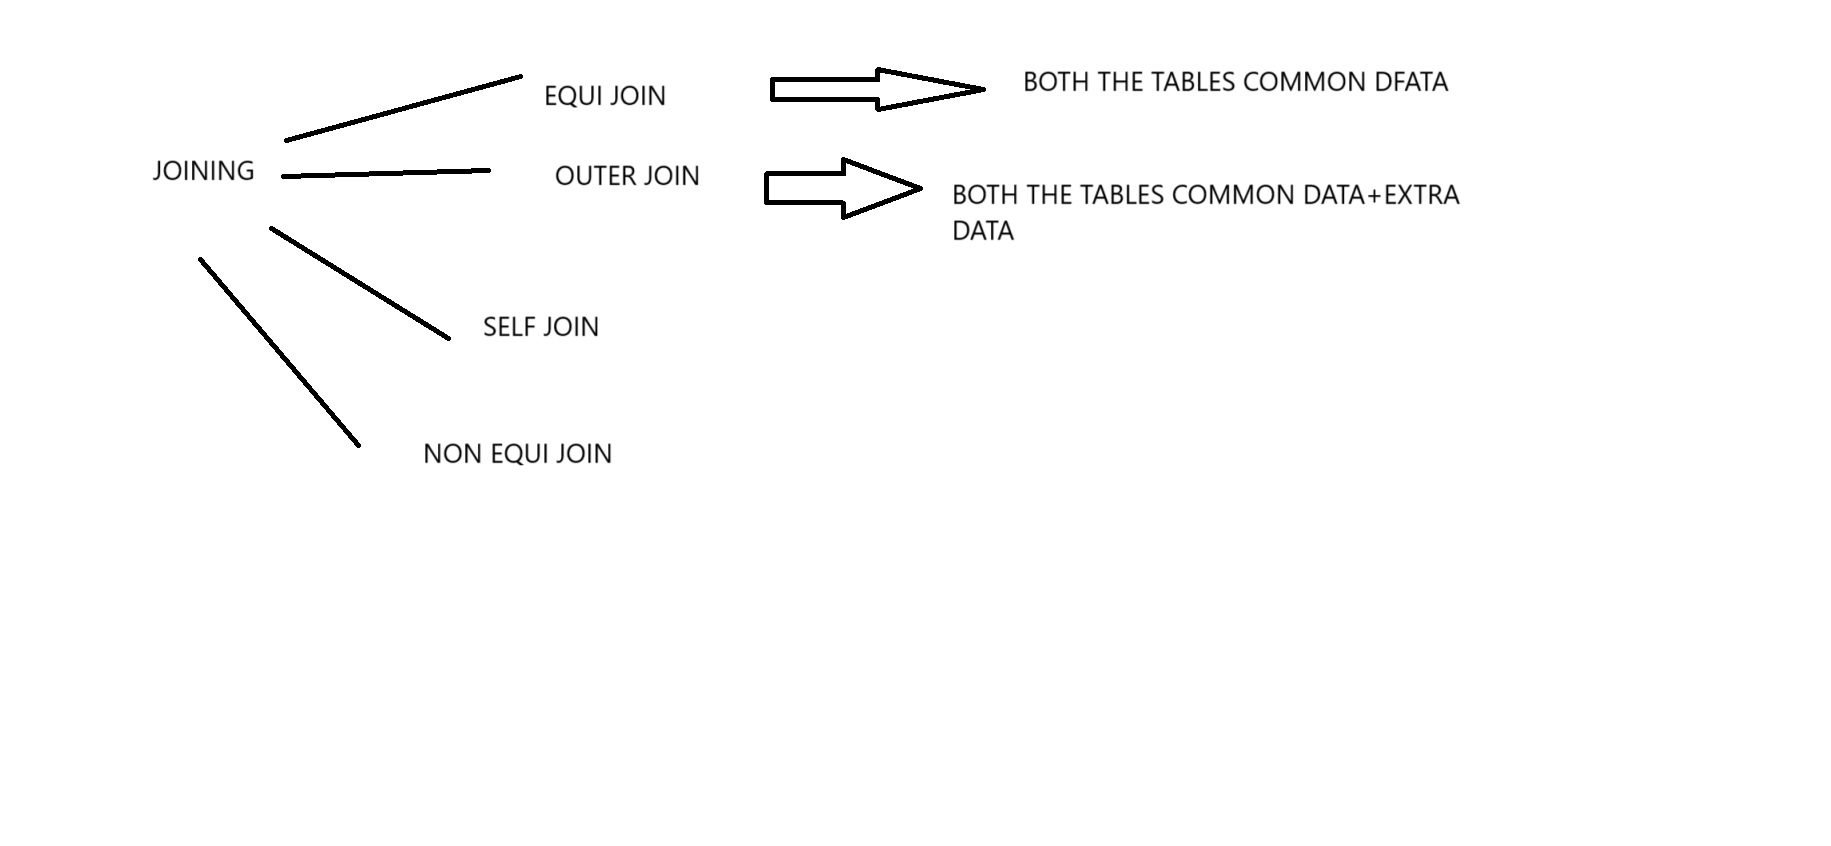 JOINING
EQUI JOIN
BOTH THE TABLES COMMON DFATA
OUTER JOIN
BOTH THE TABLES COMMON DATA+EXTRA
DATA
SELF JOIN
NON EQUI JOIN